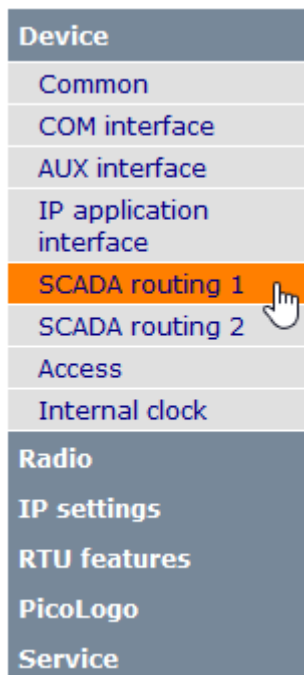 Device
Common
COM interface
AUX interface
IP application
interface
SCADA routing 1
SCADA routing 2
Access
Internal clock
Radio
IP settings
RTU features
PicoLogo
Service